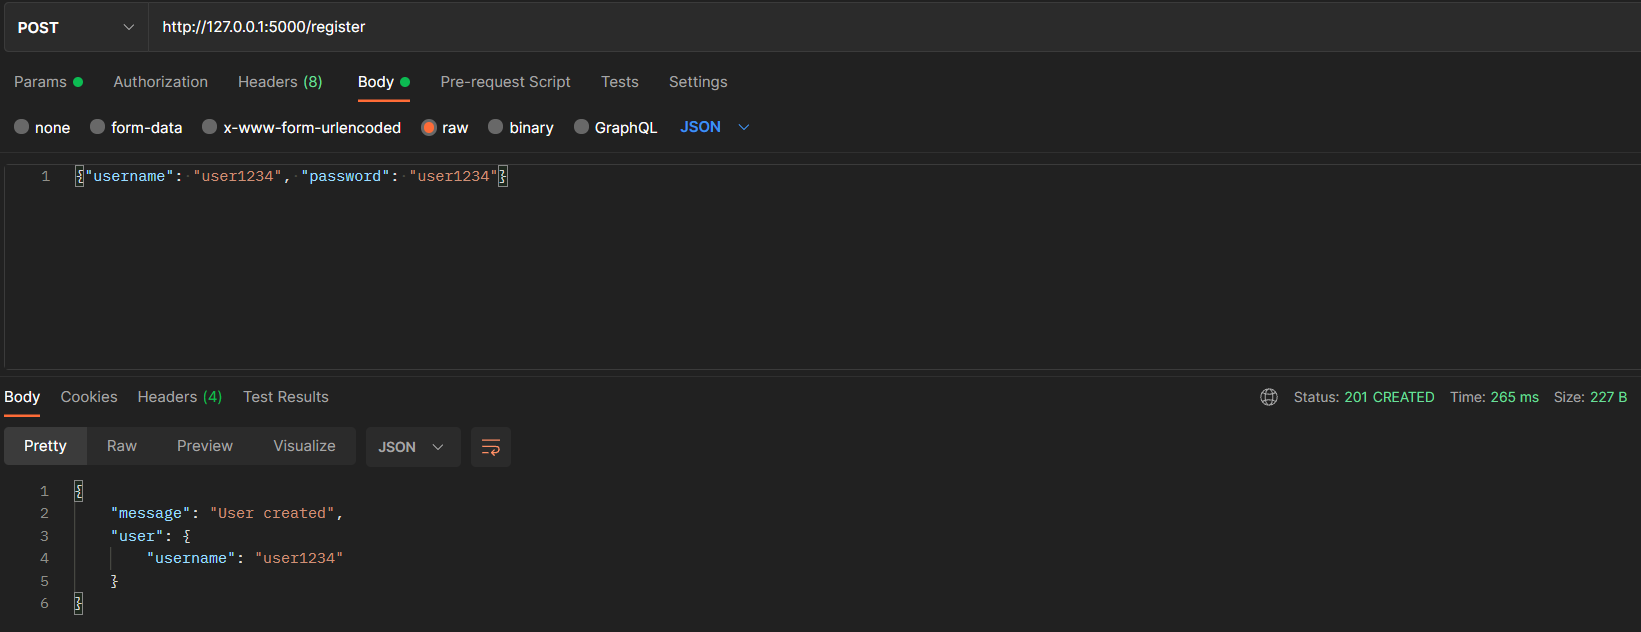 POST http://127.0.0.1:5000/register
Params Authorization Headers (8) Body Pre-request Script Tests Settings
none form-data x-www-form-urlencoded raw binary GraphQL JSON
1 {"username": "user1234", "password": "user1234"}
Body Cookies Headers (4) Test Results Status: 201 CREATED Time: 265 ms Size: 227 B
Pretty Raw Preview Visualize JSON
1 {
2 "message": "User created",
3 "user": {
4 "username": "user1234"
5 }
6 }